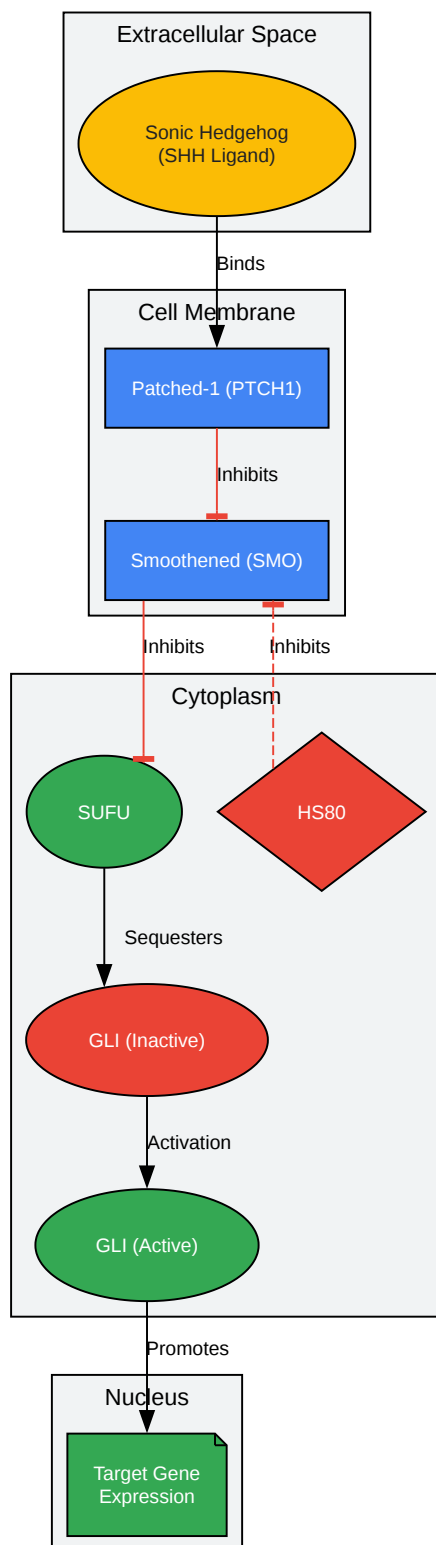 Extracellular Space
Sonic Hedgehog
(SHH Ligand)
Binds
Cell Membrane
Patched-1 (PTCH1)
Inhibits
Smoothened (SMO)
Inhibits
Inhibits
Cytoplasm
SUFU
HS80
Sequesters
GLI (Inactive)
Activation
GLI (Active)
Promotes
Nucleus
Target Gene
Expression